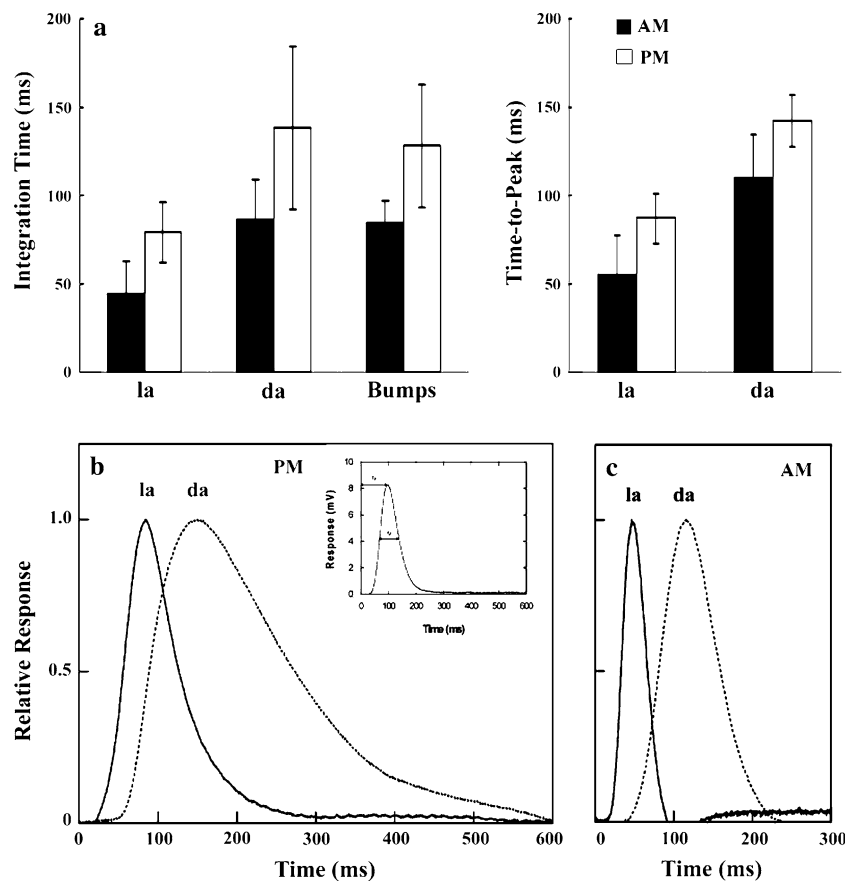 a
200
150
100
50
0
Integration Time (ms)
la da Bumps
200
150
100
50
0
Time-to-Peak (ms)
AM
PM
la da
b
PM
la da
1.0
0.5
0
Relative Response
0 100 200 300 400 500 600
Time (ms)
10
8
6
4
2
0
Response (mV)
0 100 200 300 400 500 600
Time (ms)
c
AM
la da
0 100 200 300
Time (ms)